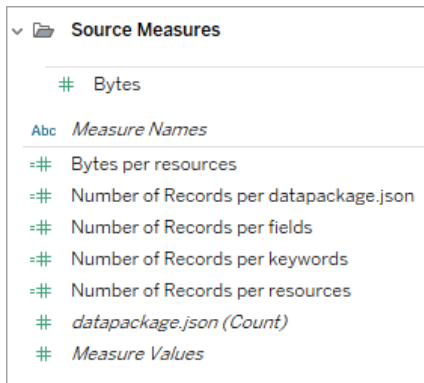 Source Measures
# Bytes
Abc Measure Names
=# Bytes per resources
=# Number of Records per datapackage.json
=# Number of Records per fields
=# Number of Records per keywords
=# Number of Records per resources
# datapackage.json (Count)
# Measure Values